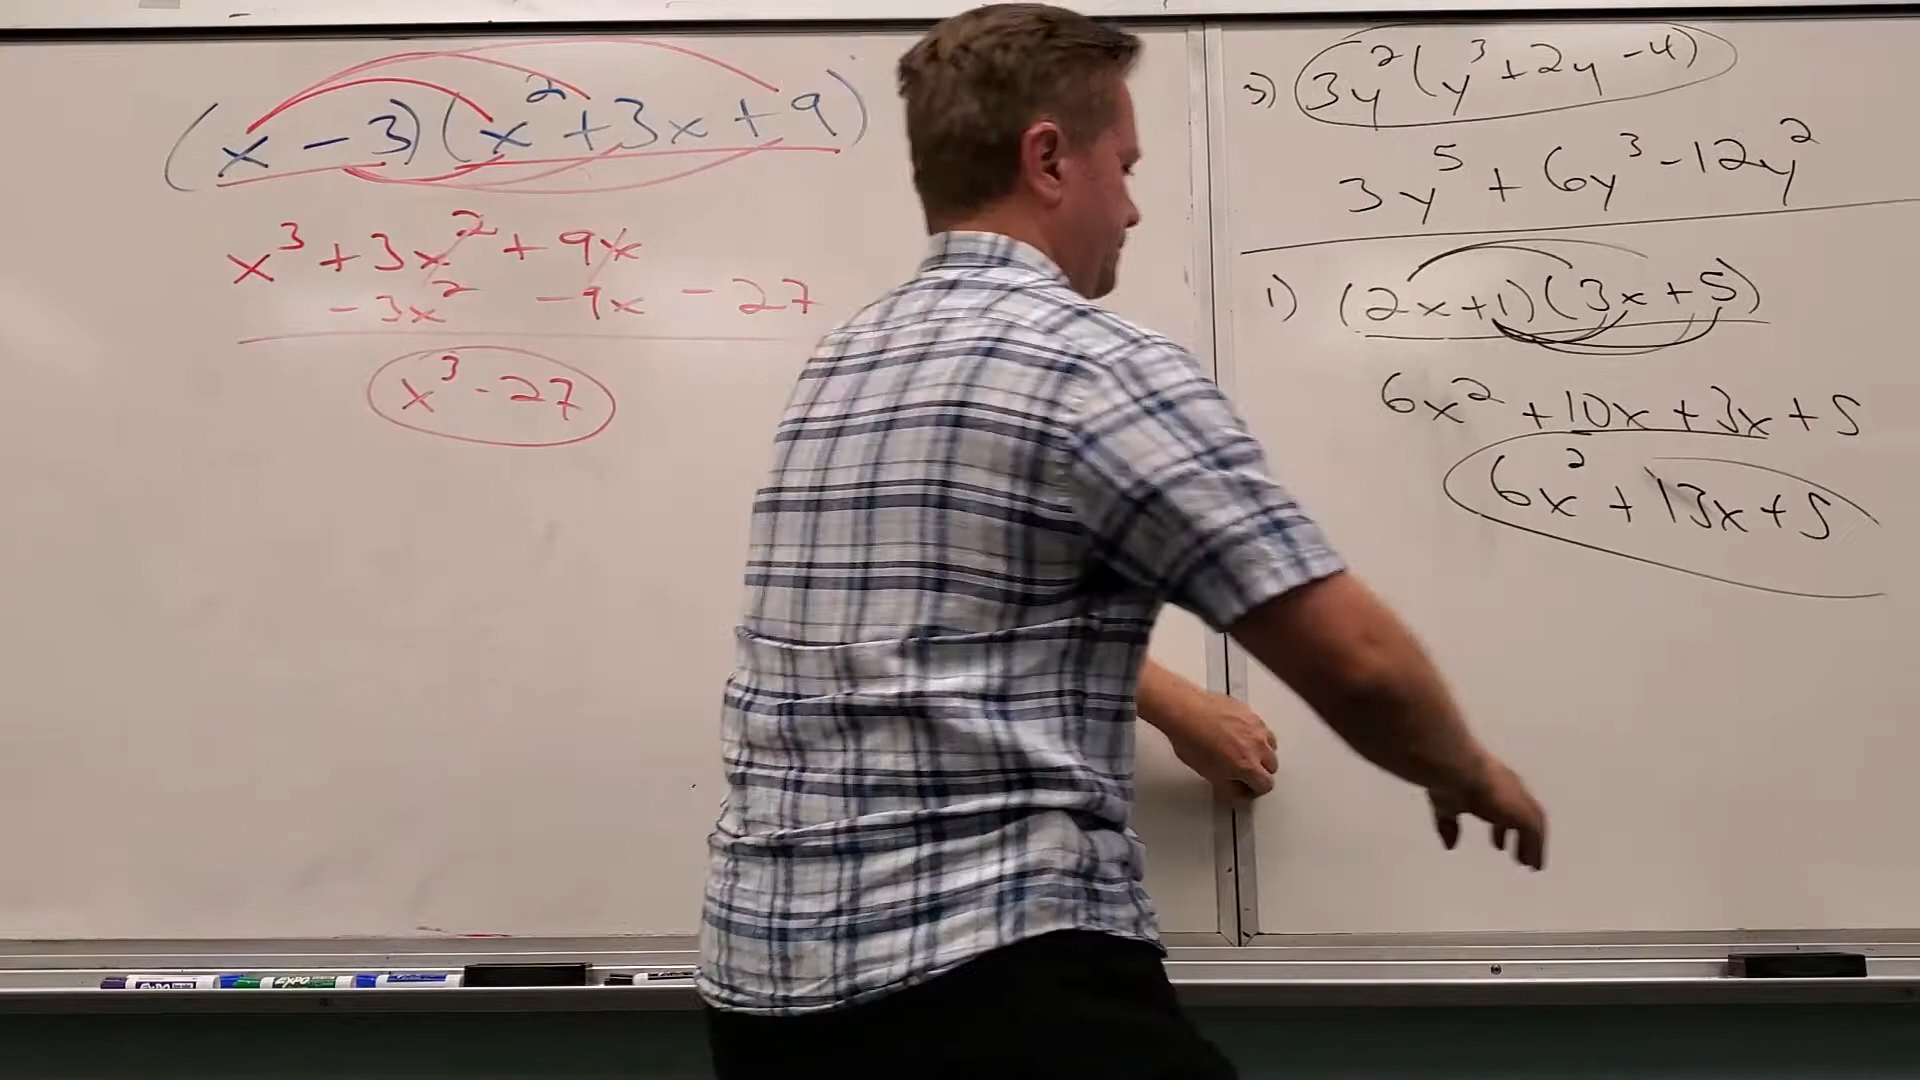 (x - 3)(x² + 3x + 9)
x³ + 3x² + 9x
- 3x² - 9x - 27
x³ - 27
3) 3y²(y³ + 2y - 4)
3y⁵ + 6y³ - 12y²
1) (2x + 1)(3x + 5)
6x² + 10x + 3x + 5
6x² + 13x + 5
EXPO
EXPO